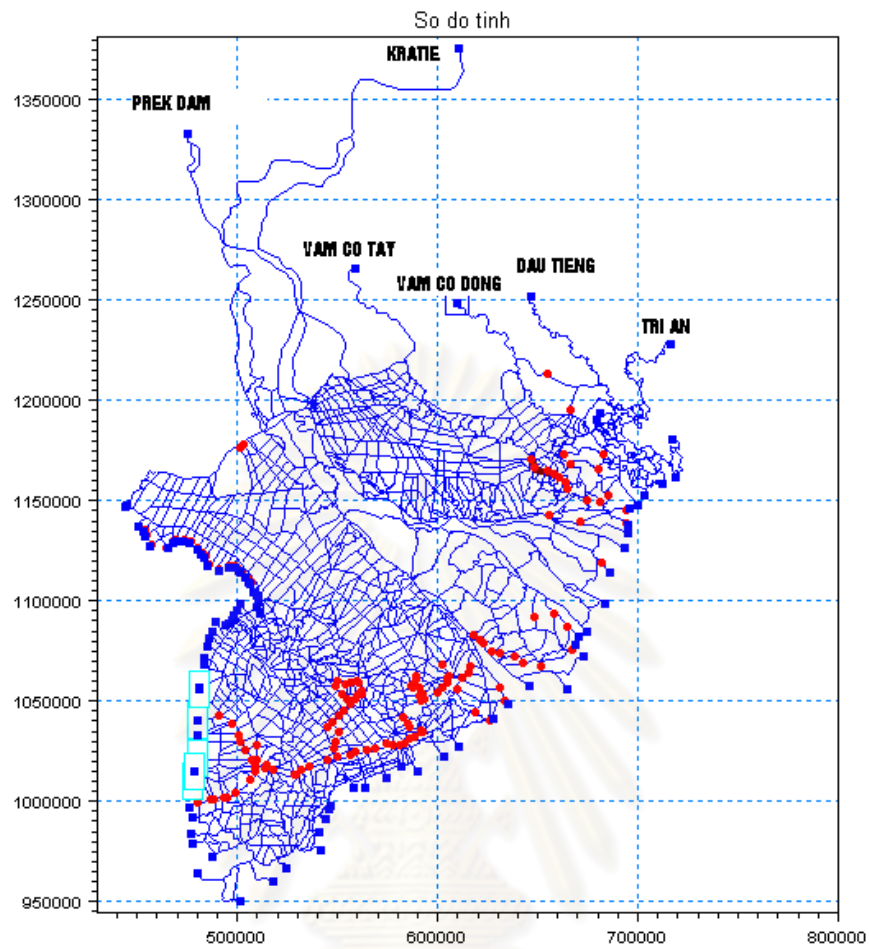 So do tinh
KRATIE
PREK DAM
VAM CO TAY
VAM CO DONG
DAU TIENG
TRI AN
1350000
1300000
1250000
1200000
1150000
1100000
1050000
1000000
950000
500000 600000 700000 800000